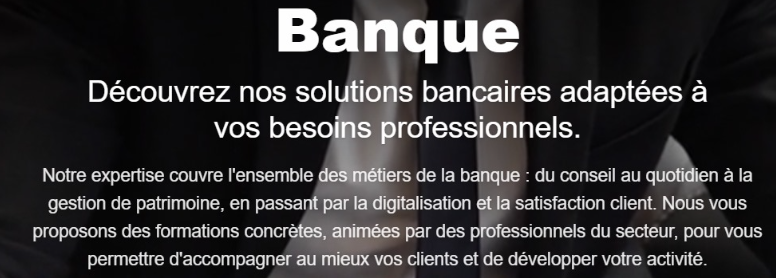 Banque
Découvrez nos solutions bancaires adaptées à
vos besoins professionnels.
Notre expertise couvre l'ensemble des métiers de la banque : du conseil au quotidien à la
gestion de patrimoine, en passant par la digitalisation et la satisfaction client. Nous vous
proposons des formations concrètes, animées par des professionnels du secteur, pour vous
permettre d'accompagner au mieux vos clients et de développer votre activité.